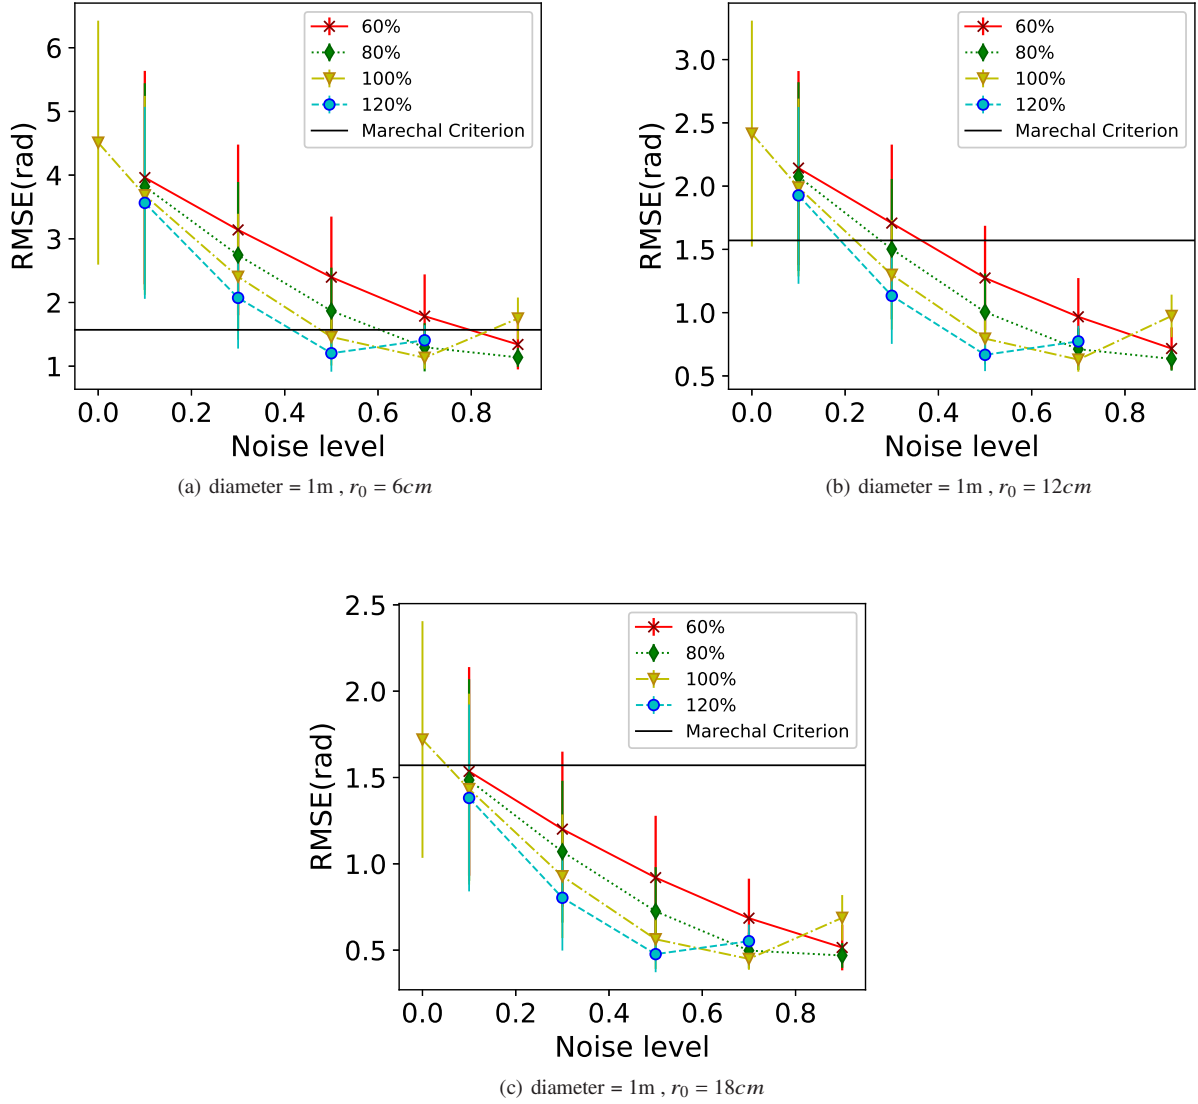 60%
80%
100%
120%
Marechal Criterion
6
5
4
3
2
1
RMSE(rad)
0.0 0.2 0.4 0.6 0.8
Noise level
(a) diameter = 1m , r₀ = 6cm
60%
80%
100%
120%
Marechal Criterion
3.0
2.5
2.0
1.5
1.0
0.5
RMSE(rad)
0.0 0.2 0.4 0.6 0.8
Noise level
(b) diameter = 1m , r₀ = 12cm
60%
80%
100%
120%
Marechal Criterion
2.5
2.0
1.5
1.0
0.5
RMSE(rad)
0.0 0.2 0.4 0.6 0.8
Noise level
(c) diameter = 1m , r₀ = 18cm